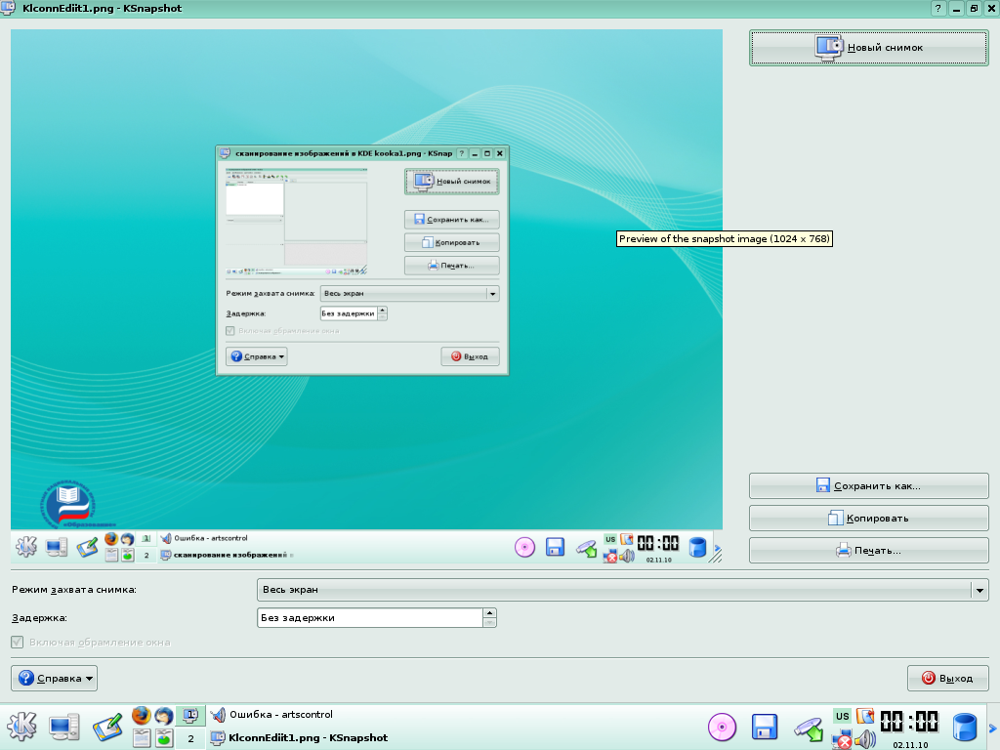 KlconnEdiit1.png - KSnapshot
Новый снимок
сканирование изображений в KDE kooka1.png - KSnap
Новый снимок
Сохранить как...
Копировать
Печать...
Режим захвата снимка:
Весь экран
Задержка:
Без задержки
Включая обрамление окна
Справка
Выход
Preview of the snapshot image (1024 x 768)
«Образование»
1
2
Ошибка - artscontrol
сканирование изображений в
US
00:00
02.11.10
Сохранить как...
Копировать
Печать...
Режим захвата снимка:
Весь экран
Задержка:
Без задержки
Включая обрамление окна
Справка
Выход
2
Ошибка - artscontrol
KlconnEdiit1.png - KSnapshot
US
00:00
02.11.10